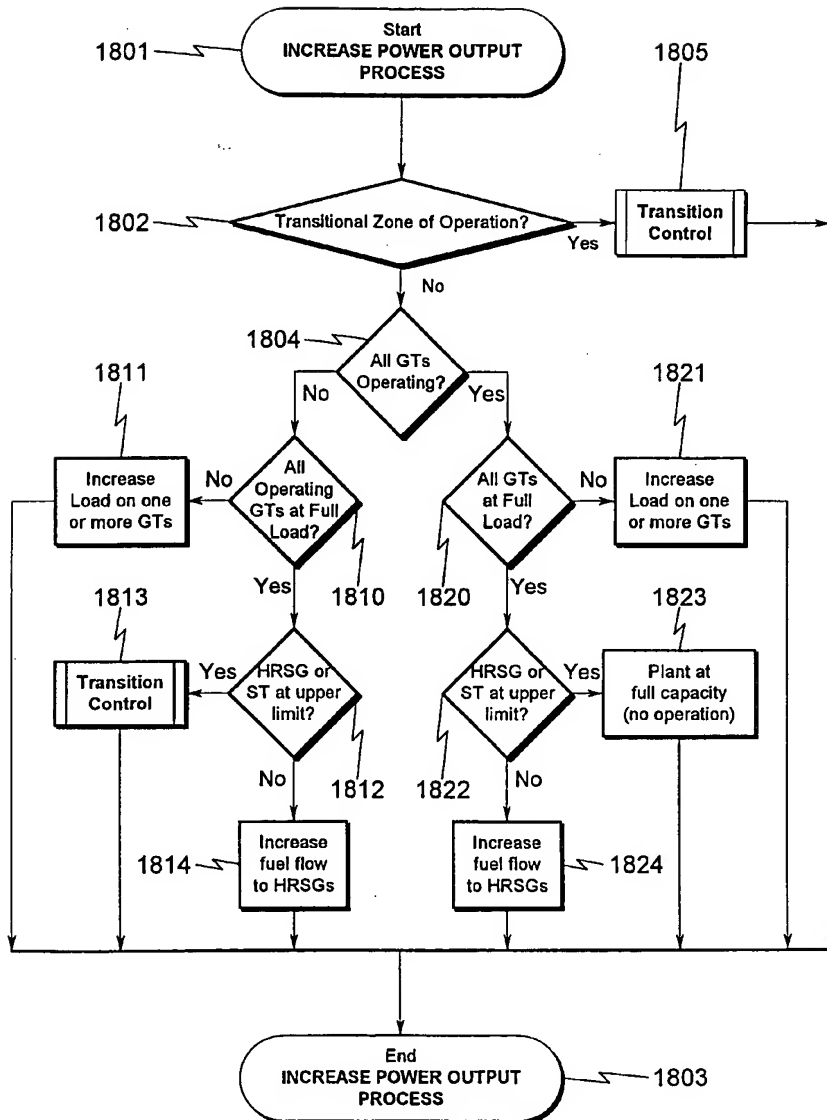 Start
INCREASE POWER OUTPUT
PROCESS
1801
1805
1802
Transitional Zone of Operation?
Yes
Transition
Control
No
1804
All GTs
Operating?
No
Yes
1811
1821
Increase
Load on one
or more GTs
No
All
Operating
GTs at Full
Load?
All GTs
at Full
Load?
No
Increase
Load on one
or more GTs
Yes
1810
1820
Yes
1813
1823
Transition
Control
Yes
HRSG or
ST at upper
limit?
HRSG or
ST at upper
limit?
Yes
Plant at
full capacity
(no operation)
No
1812
1822
No
1814
Increase
fuel flow
to HRSGs
Increase
fuel flow
to HRSGs
1824
End
INCREASE POWER OUTPUT
PROCESS
1803